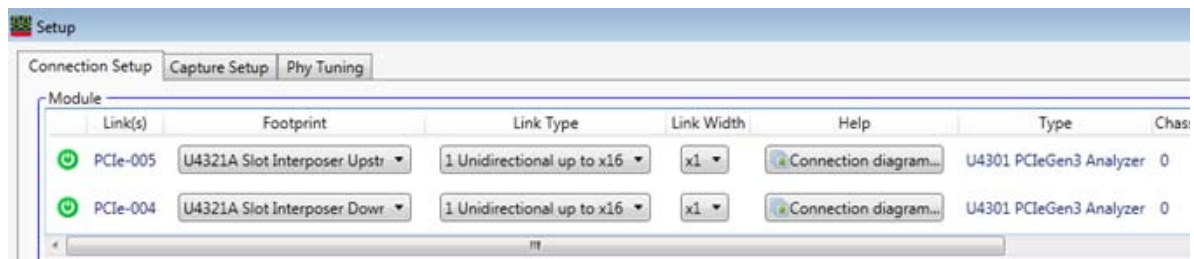 Setup
Connection Setup Capture Setup Phy Tuning
Module
Link(s) Footprint Link Type Link Width Help Type Chass
PCIe-005 U4321A Slot Interposer Upstr 1 Unidirectional up to x16 x1 Connection diagram... U4301 PCIeGen3 Analyzer 0
PCIe-004 U4321A Slot Interposer Dowr 1 Unidirectional up to x16 x1 Connection diagram... U4301 PCIeGen3 Analyzer 0